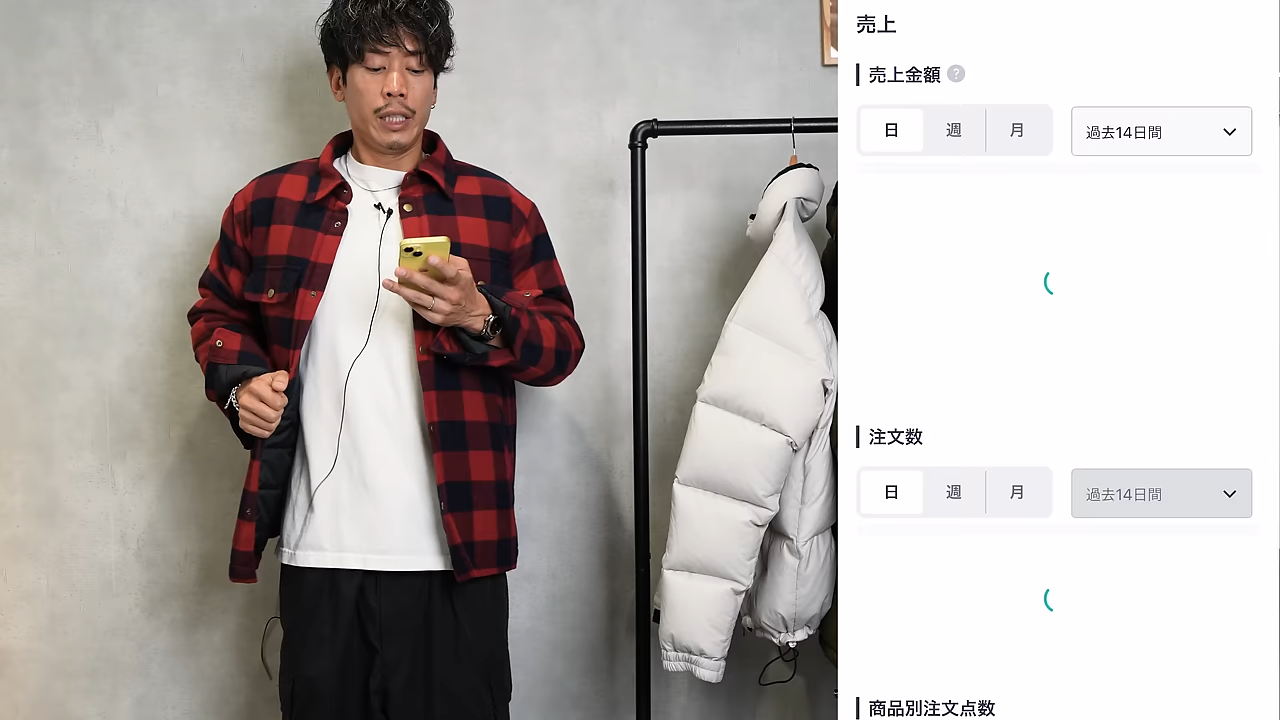 売上
売上金額 ?
日 週 月 過去14日間
注文数
日 週 月 過去14日間
商品別注文点数